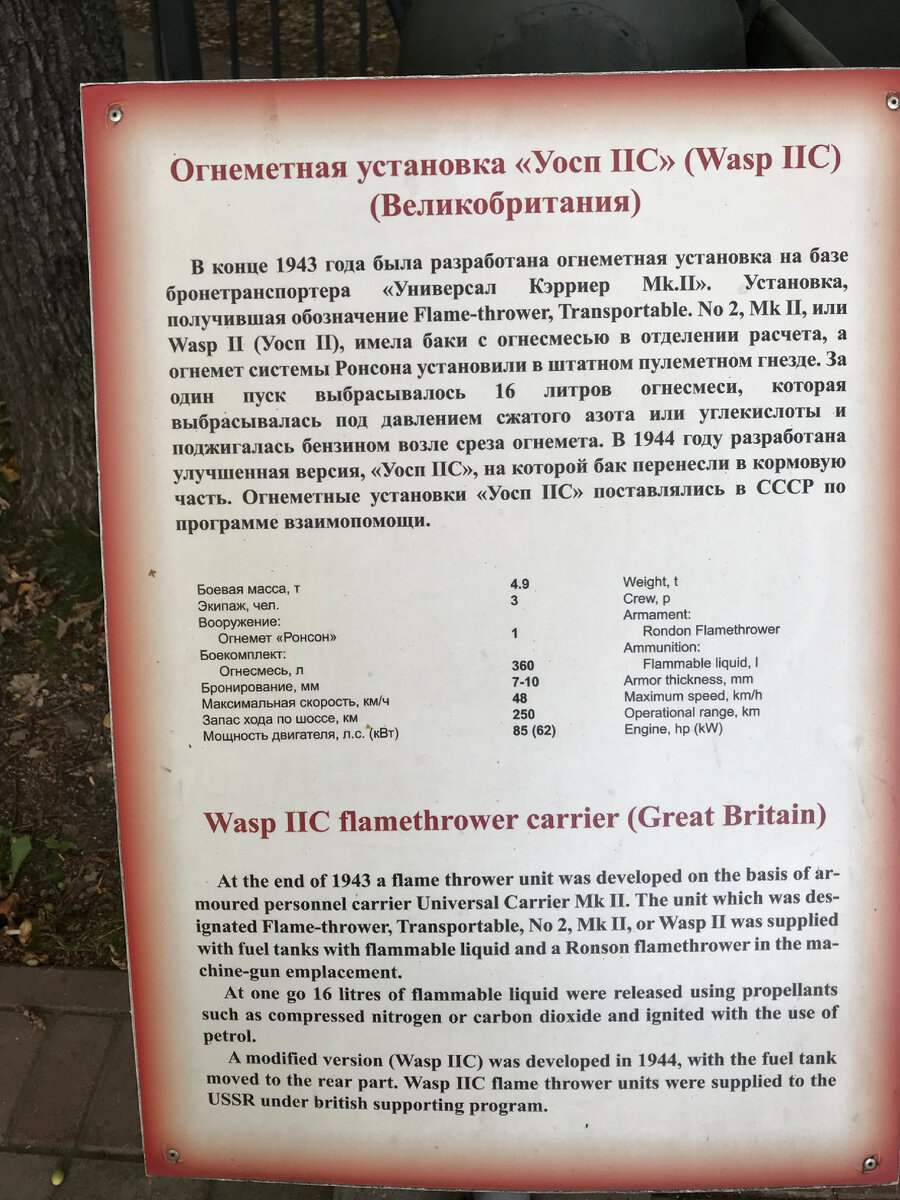 Огнеметная установка «Уосп IIС» (Wasp IIC)
(Великобритания)
В конце 1943 года была разработана огнеметная установка на базе
бронетранспортера «Универсал Кэрриер Mk.II». Установка,
получившая обозначение Flame-thrower, Transportable. No 2, Mk II, или
Wasp II (Уосп II), имела баки с огнесмесью в отделении расчета, а
огнемет системы Ронсона установили в штатном пулеметном гнезде. За
один пуск выбрасывалось 16 литров огнесмеси, которая
выбрасывалась под давлением сжатого азота или углекислоты и
поджигалась бензином возле среза огнемета. В 1944 году разработана
улучшенная версия, «Уосп IIС», на которой бак перенесли в кормовую
часть. Огнеметные установки «Уосп IIС» поставлялись в СССР по
программе взаимопомощи.
Боевая масса, т 4.9 Weight, t
Экипаж, чел. 3 Crew, p
Вооружение: Armament:
Огнемет «Ронсон» 1 Rondon Flamethrower
Боекомплект: Ammunition:
Огнесмесь, л 360 Flammable liquid, l
Бронирование, мм 7-10 Armor thickness, mm
Максимальная скорость, км/ч 48 Maximum speed, km/h
Запас хода по шоссе, км 250 Operational range, km
Мощность двигателя, л.с. (кВт) 85 (62) Engine, hp (kW)
Wasp IIC flamethrower carrier (Great Britain)
At the end of 1943 a flame thrower unit was developed on the basis of ar-
moured personnel carrier Universal Carrier Mk II. The unit which was des-
ignated Flame-thrower, Transportable, No 2, Mk II, or Wasp II was supplied
with fuel tanks with flammable liquid and a Ronson flamethrower in the ma-
chine-gun emplacement.
At one go 16 litres of flammable liquid were released using propellants
such as compressed nitrogen or carbon dioxide and ignited with the use of
petrol.
A modified version (Wasp IIC) was developed in 1944, with the fuel tank
moved to the rear part. Wasp IIC flame thrower units were supplied to the
USSR under british supporting program.